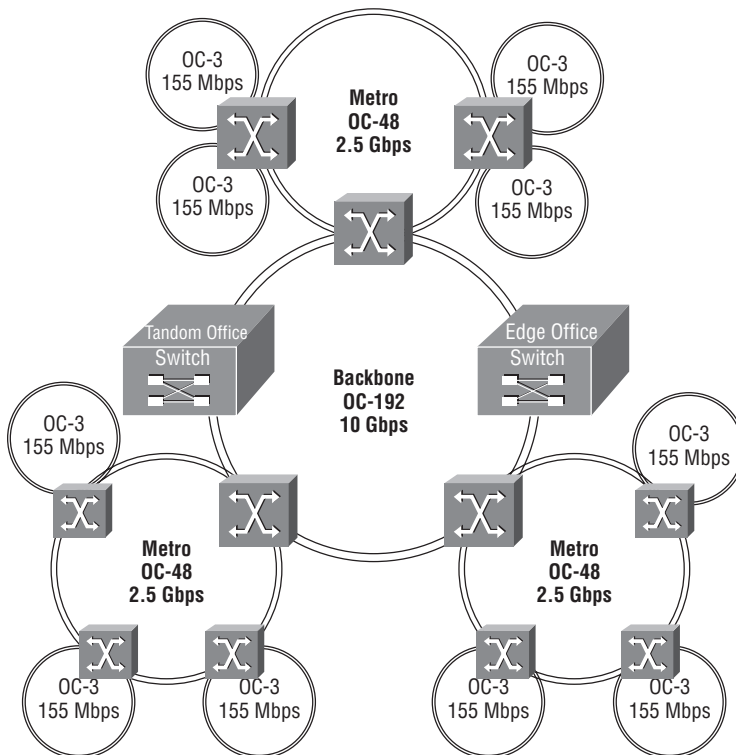 OC-3
155 Mbps
OC-3
155 Mbps
Metro
OC-48
2.5 Gbps
OC-3
155 Mbps
OC-3
155 Mbps
Tandom Office
Switch
Edge Office
Switch
Backbone
OC-192
10 Gbps
OC-3
155 Mbps
OC-3
155 Mbps
Metro
OC-48
2.5 Gbps
Metro
OC-48
2.5 Gbps
OC-3
155 Mbps
OC-3
155 Mbps
OC-3
155 Mbps
OC-3
155 Mbps